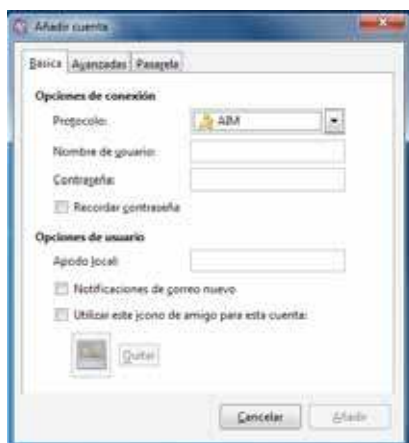 Añadir cuenta
Básica Avanzadas Pasarela
Opciones de conexión
Protocolo: AIM
Nombre de usuario:
Contraseña:
Recordar contraseña
Opciones de usuario
Apodo local:
Notificaciones de correo nuevo
Utilizar este icono de amigo para esta cuenta:
Quitar
Cancelar Añadir